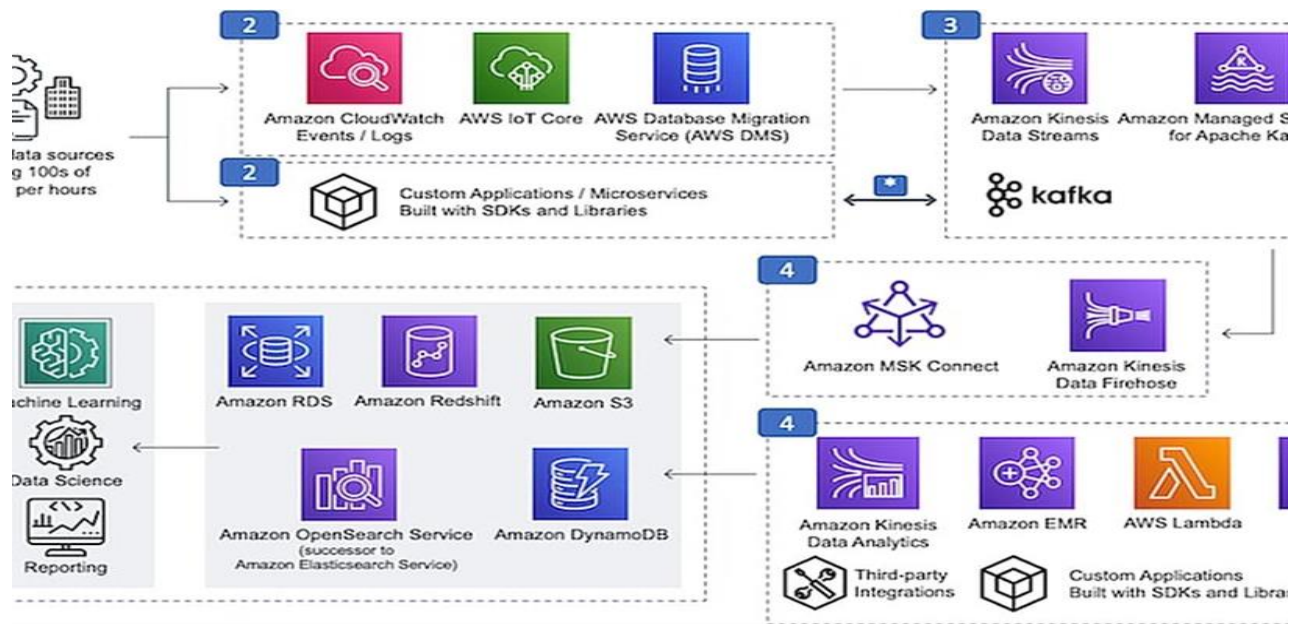 2
Amazon CloudWatch
Events / Logs
AWS IoT Core
AWS Database Migration
Service (AWS DMS)
3
Amazon Kinesis
Data Streams
Amazon Managed S
for Apache Ka
kafka
data sources
g 100s of
per hours
2
Custom Applications / Microservices
Built with SDKs and Libraries
*
4
Amazon MSK Connect
Amazon Kinesis
Data Firehose
Amazon RDS
Amazon Redshift
Amazon S3
chine Learning
Data Science
Reporting
Amazon OpenSearch Service
(successor to
Amazon Elasticsearch Service)
Amazon DynamoDB
4
Amazon Kinesis
Data Analytics
Amazon EMR
AWS Lambda
Third-party
Integrations
Custom Applications
Built with SDKs and Libra